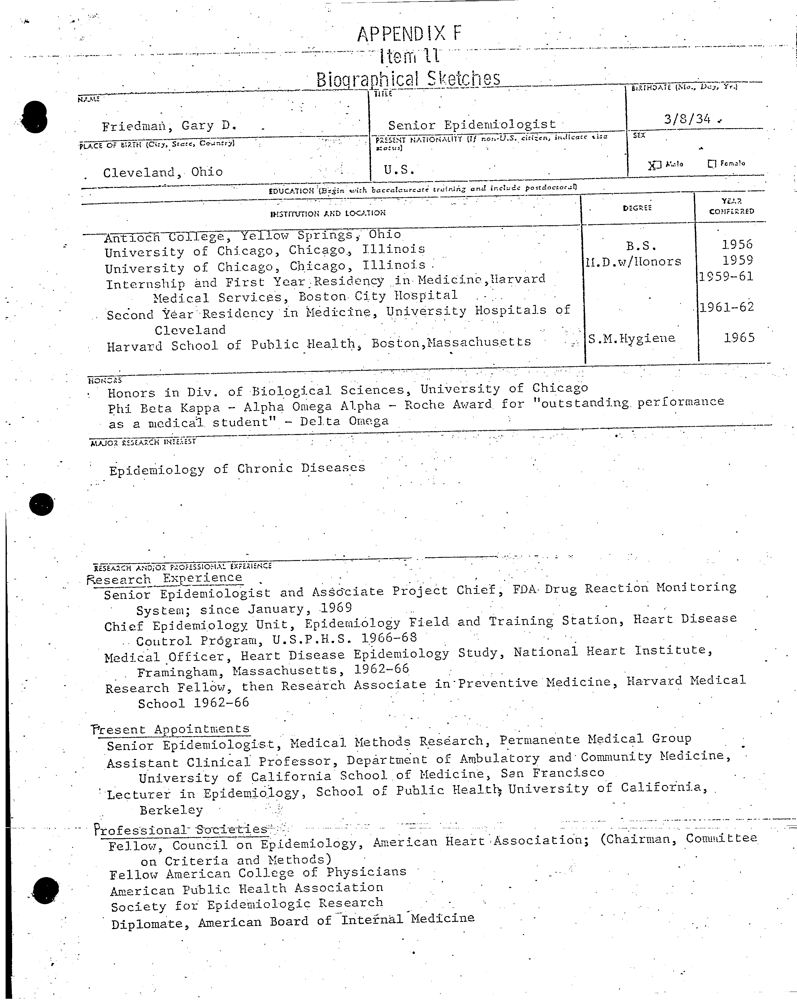 APPENDIX F
Item 11
Biographical Sketches
NAME
TITLE
BIRTHDATE (Mo., Day, Yr.)
Friedman, Gary D.
Senior Epidemiologist
3/8/34
PLACE OF BIRTH (City, State, Country)
PRESENT NATIONALITY (If non-U.S. citizen, indicate visa status)
SEX
Cleveland, Ohio
U.S.
X Male
Female
EDUCATION (Begin with baccalaureate training and include postdoctoral)
INSTITUTION AND LOCATION
DEGREE
YEAR CONFERRED
Antioch College, Yellow Springs, Ohio
University of Chicago, Chicago, Illinois B.S. 1956
University of Chicago, Chicago, Illinois M.D.w/Honors 1959
Internship and First Year Residency in Medicine,Harvard 1959-61
Medical Services, Boston City Hospital
Second Year Residency in Medicine, University Hospitals of 1961-62
Cleveland
Harvard School of Public Health, Boston,Massachusetts S.M.Hygiene 1965
HONORS
Honors in Div. of Biological Sciences, University of Chicago
Phi Beta Kappa - Alpha Omega Alpha - Roche Award for "outstanding performance
as a medical student" - Delta Omega
MAJOR RESEARCH INTEREST
Epidemiology of Chronic Diseases
RESEARCH AND/OR PROFESSIONAL EXPERIENCE
Research Experience
Senior Epidemiologist and Associate Project Chief, FDA Drug Reaction Monitoring
System; since January, 1969
Chief Epidemiology Unit, Epidemiology Field and Training Station, Heart Disease
Control Program, U.S.P.H.S. 1966-68
Medical Officer, Heart Disease Epidemiology Study, National Heart Institute,
Framingham, Massachusetts, 1962-66
Research Fellow, then Research Associate in Preventive Medicine, Harvard Medical
School 1962-66
Present Appointments
Senior Epidemiologist, Medical Methods Research, Permanente Medical Group
Assistant Clinical Professor, Department of Ambulatory and Community Medicine,
University of California School of Medicine, San Francisco
Lecturer in Epidemiology, School of Public Health, University of California,
Berkeley
Professional Societies
Fellow, Council on Epidemiology, American Heart Association; (Chairman, Committee
on Criteria and Methods)
Fellow American College of Physicians
American Public Health Association
Society for Epidemiologic Research
Diplomate, American Board of Internal Medicine